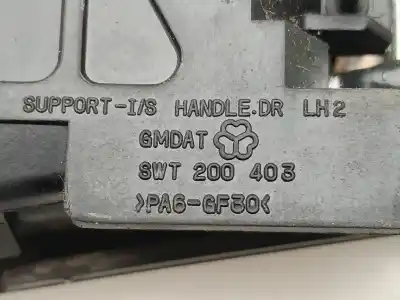 SUPPORT-I/S HANDLE.DR LH2
GMDAT
SWT 200 403
>PA6-GF30<